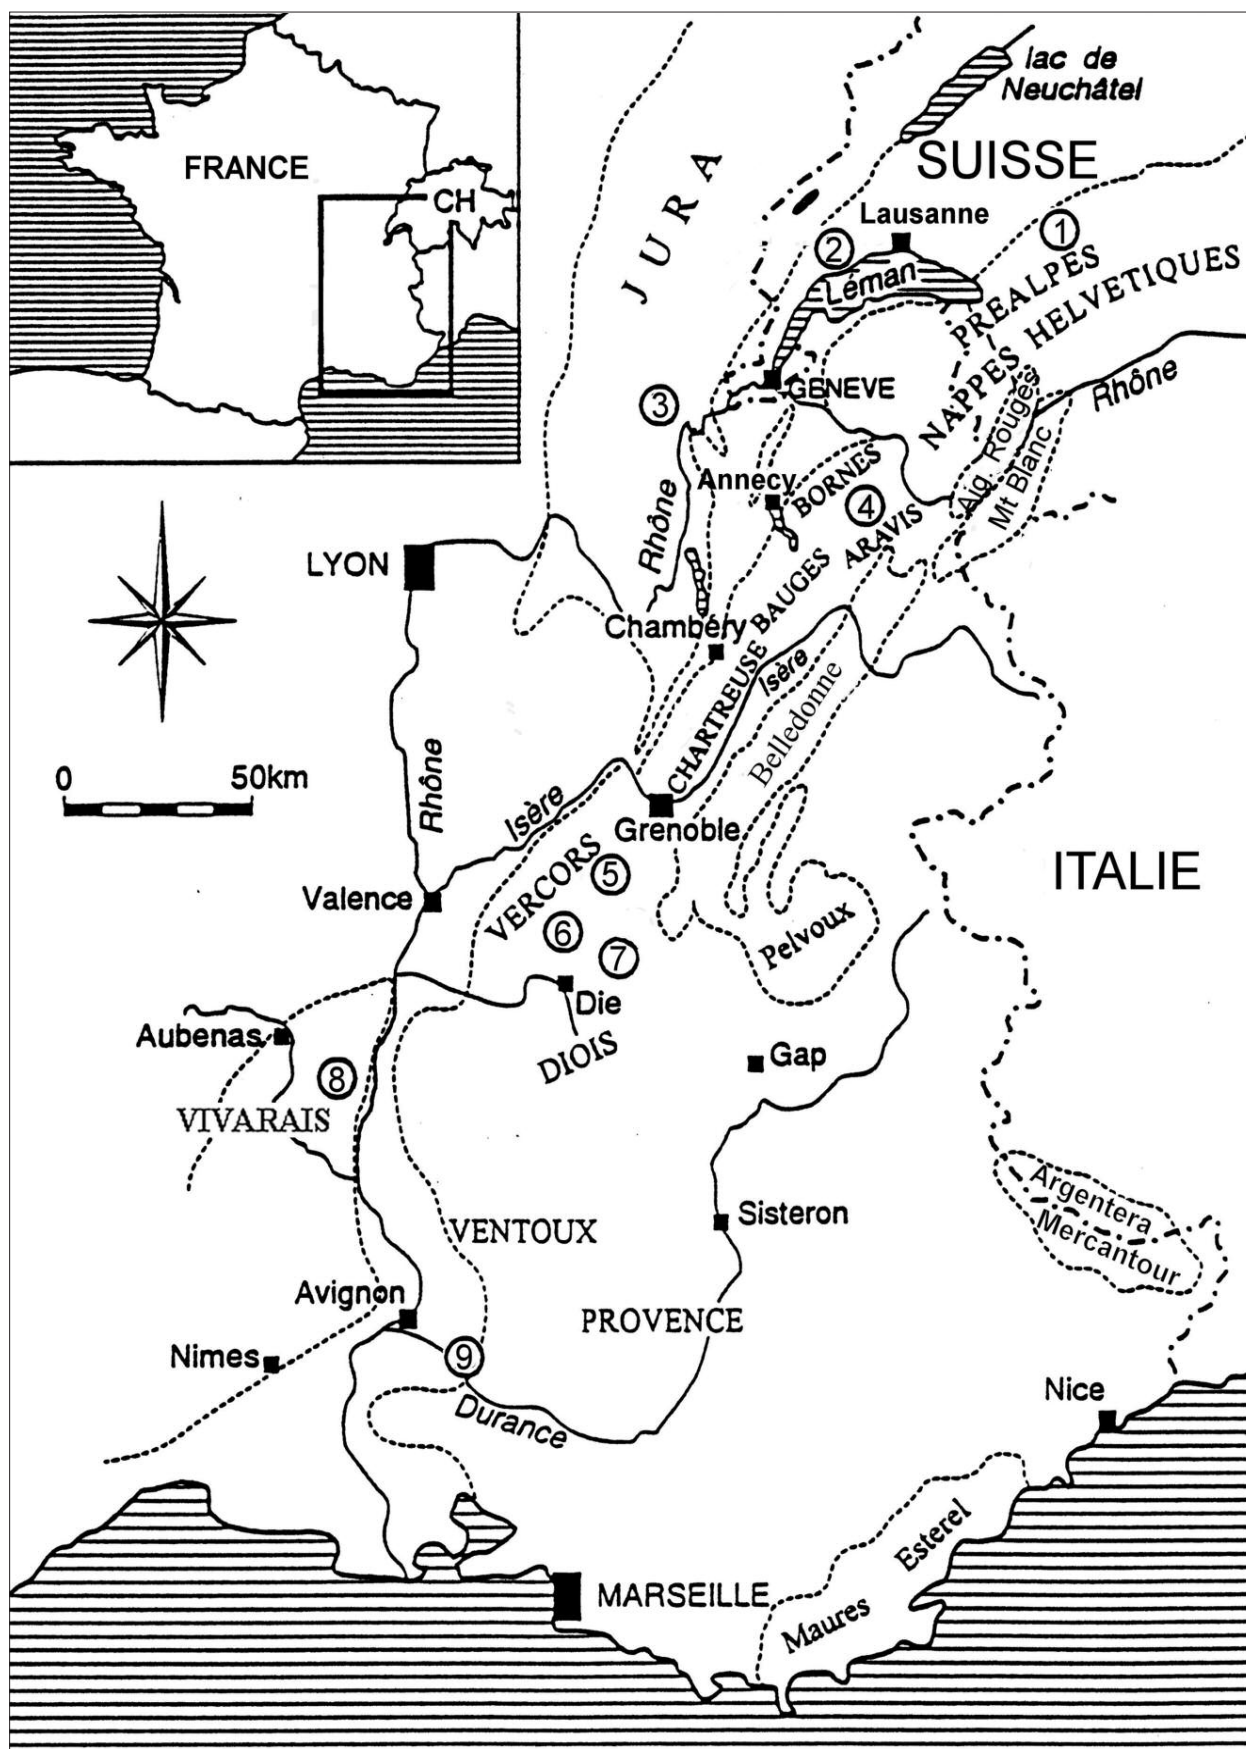 FRANCE
CH
lac de
Neuchâtel
SUISSE
JURA
Lausanne
1
2
Léman
PREALPES
NAPPES HELVETIQUES
GENEVE
3
Rhône
Annecy
BORNES
4
ARAVIS
Aig. Rouges
Mt Blanc
Rhône
LYON
Chambéry
BAUGES
CHARTREUSE
Isère
Belledonne
0
50km
Rhône
Isère
Grenoble
ITALIE
VERCORS
5
Valence
6
7
Pelvoux
Die
DIOIS
Aubenas
Gap
8
VIVARAIS
VENTOUX
Sisteron
Argentera
Mercantour
Avignon
PROVENCE
Nimes
9
Durance
Nice
Esterel
MARSEILLE
Maures